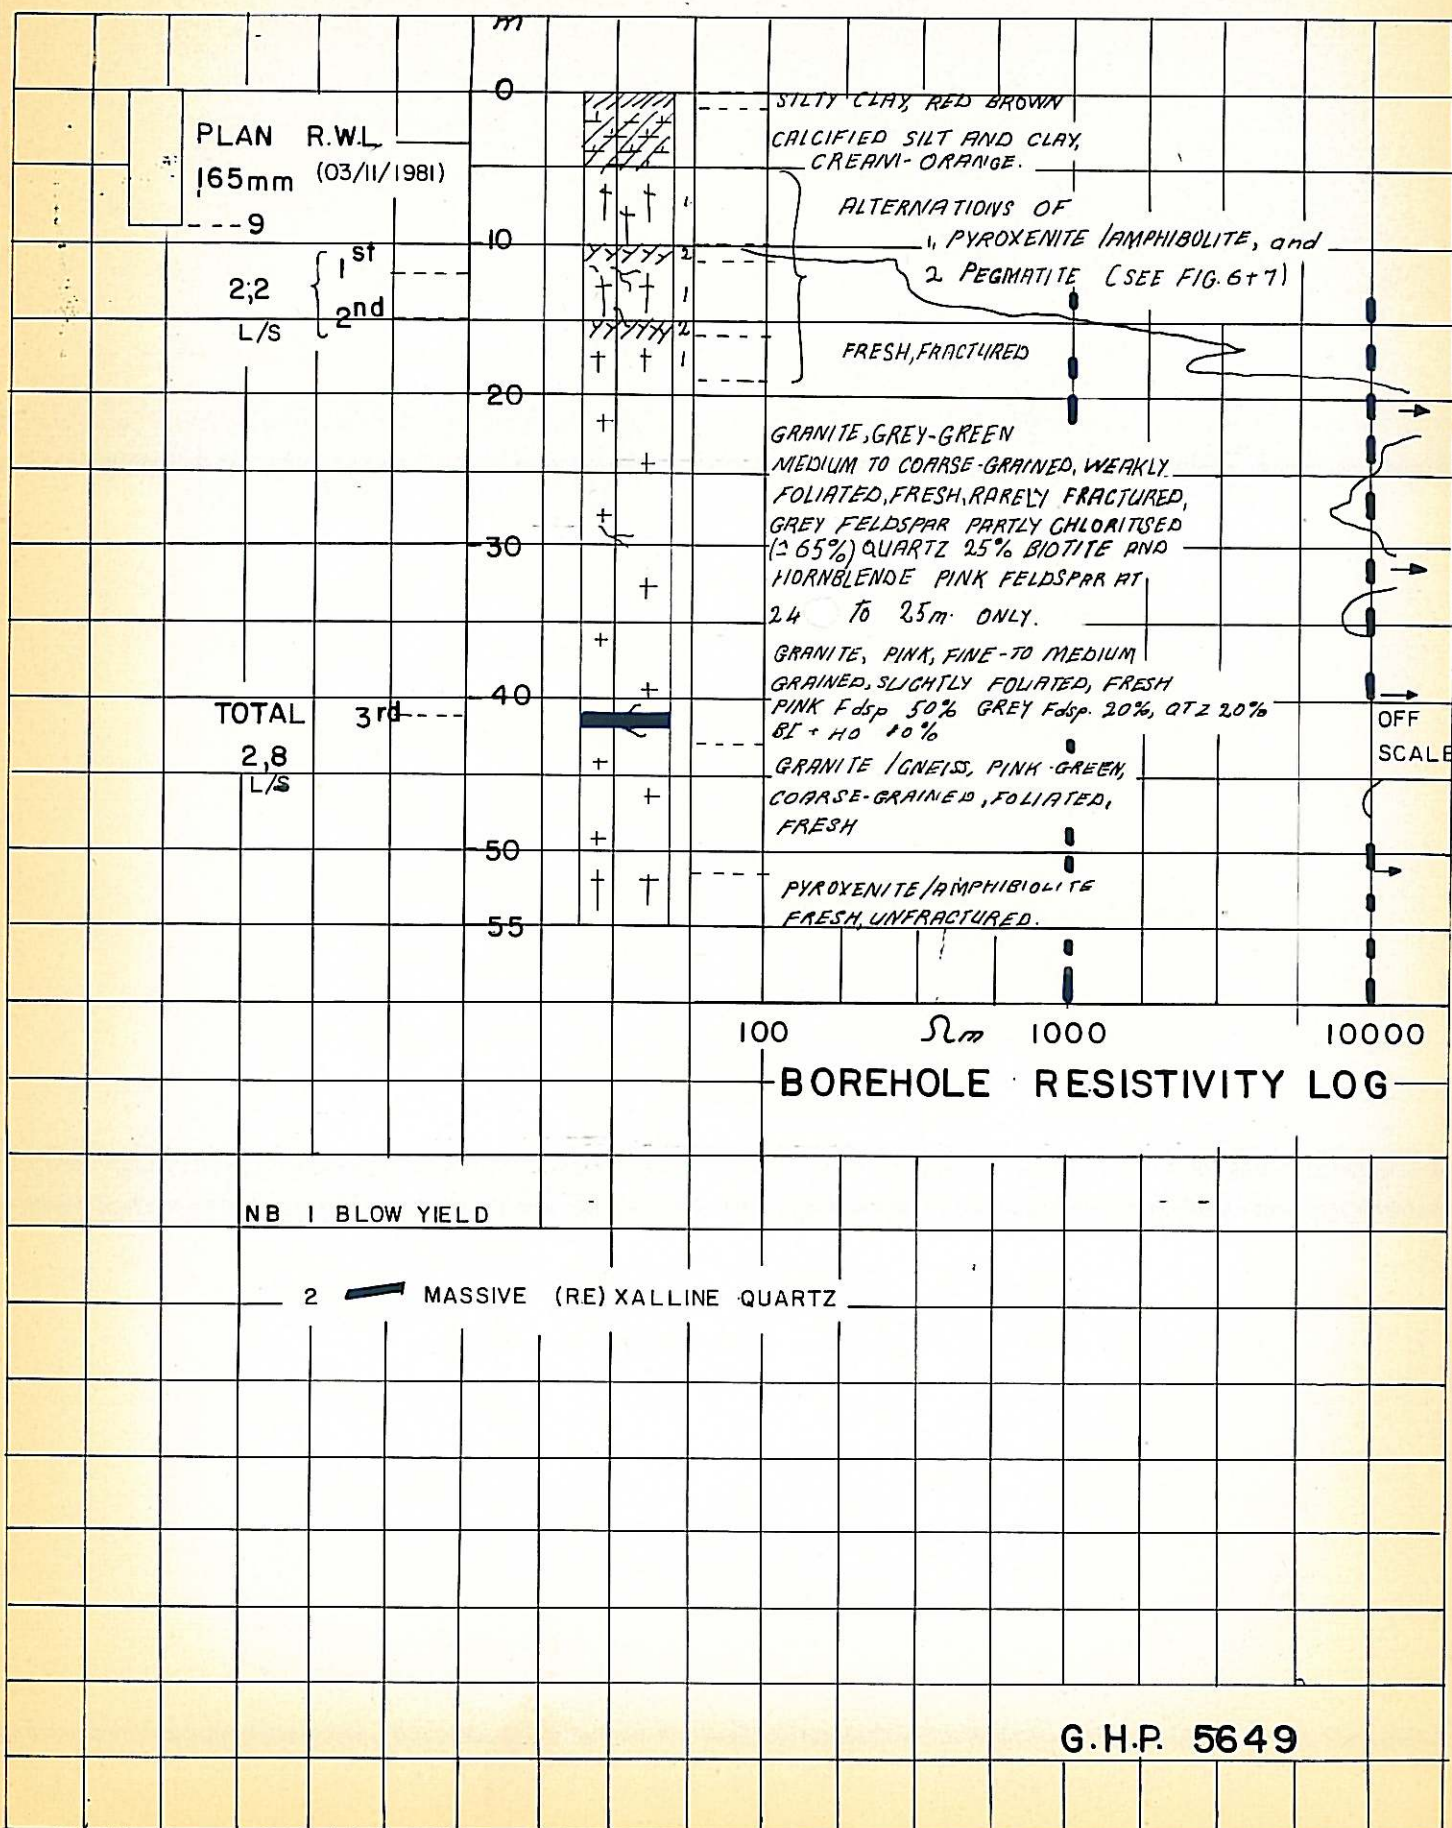 m
0
PLAN R.W.L
165mm (03/11/1981)
9
10
1st
2;2
2nd
L/S
20
30
40
TOTAL 3rd
2,8
L/S
50
55
1
2
1
2
1
SILTY CLAY, RED BROWN
CALCIFIED SILT AND CLAY,
CREAM-ORANGE.
ALTERNATIONS OF
1, PYROXENITE /AMPHIBOLITE, and
2 PEGMATITE (SEE FIG. 6+7)
FRESH, FRACTURED
GRANITE, GREY-GREEN
MEDIUM TO COARSE-GRAINED, WEAKLY
FOLIATED, FRESH, RARELY FRACTURED,
GREY FELDSPAR PARTLY CHLORITISED
(± 65%) QUARTZ 25% BIOTITE AND
HORNBLENDE PINK FELDSPAR AT
24 TO 25m. ONLY.
GRANITE, PINK, FINE-TO MEDIUM
GRAINED, SLIGHTLY FOLIATED, FRESH
PINK Fdsp 50% GREY Fdsp. 20%, QTZ 20%
BI + HO 10%
OFF
SCALE
GRANITE /GNEISS, PINK-GREEN,
COARSE-GRAINED, FOLIATED,
FRESH
PYROXENITE/AMPHIBIOLITE
FRESH, UNFRACTURED.
100 Ωm 1000 10000
BOREHOLE RESISTIVITY LOG
NB 1 BLOW YIELD
2 MASSIVE (RE) XALLINE QUARTZ
G.H.P. 5649